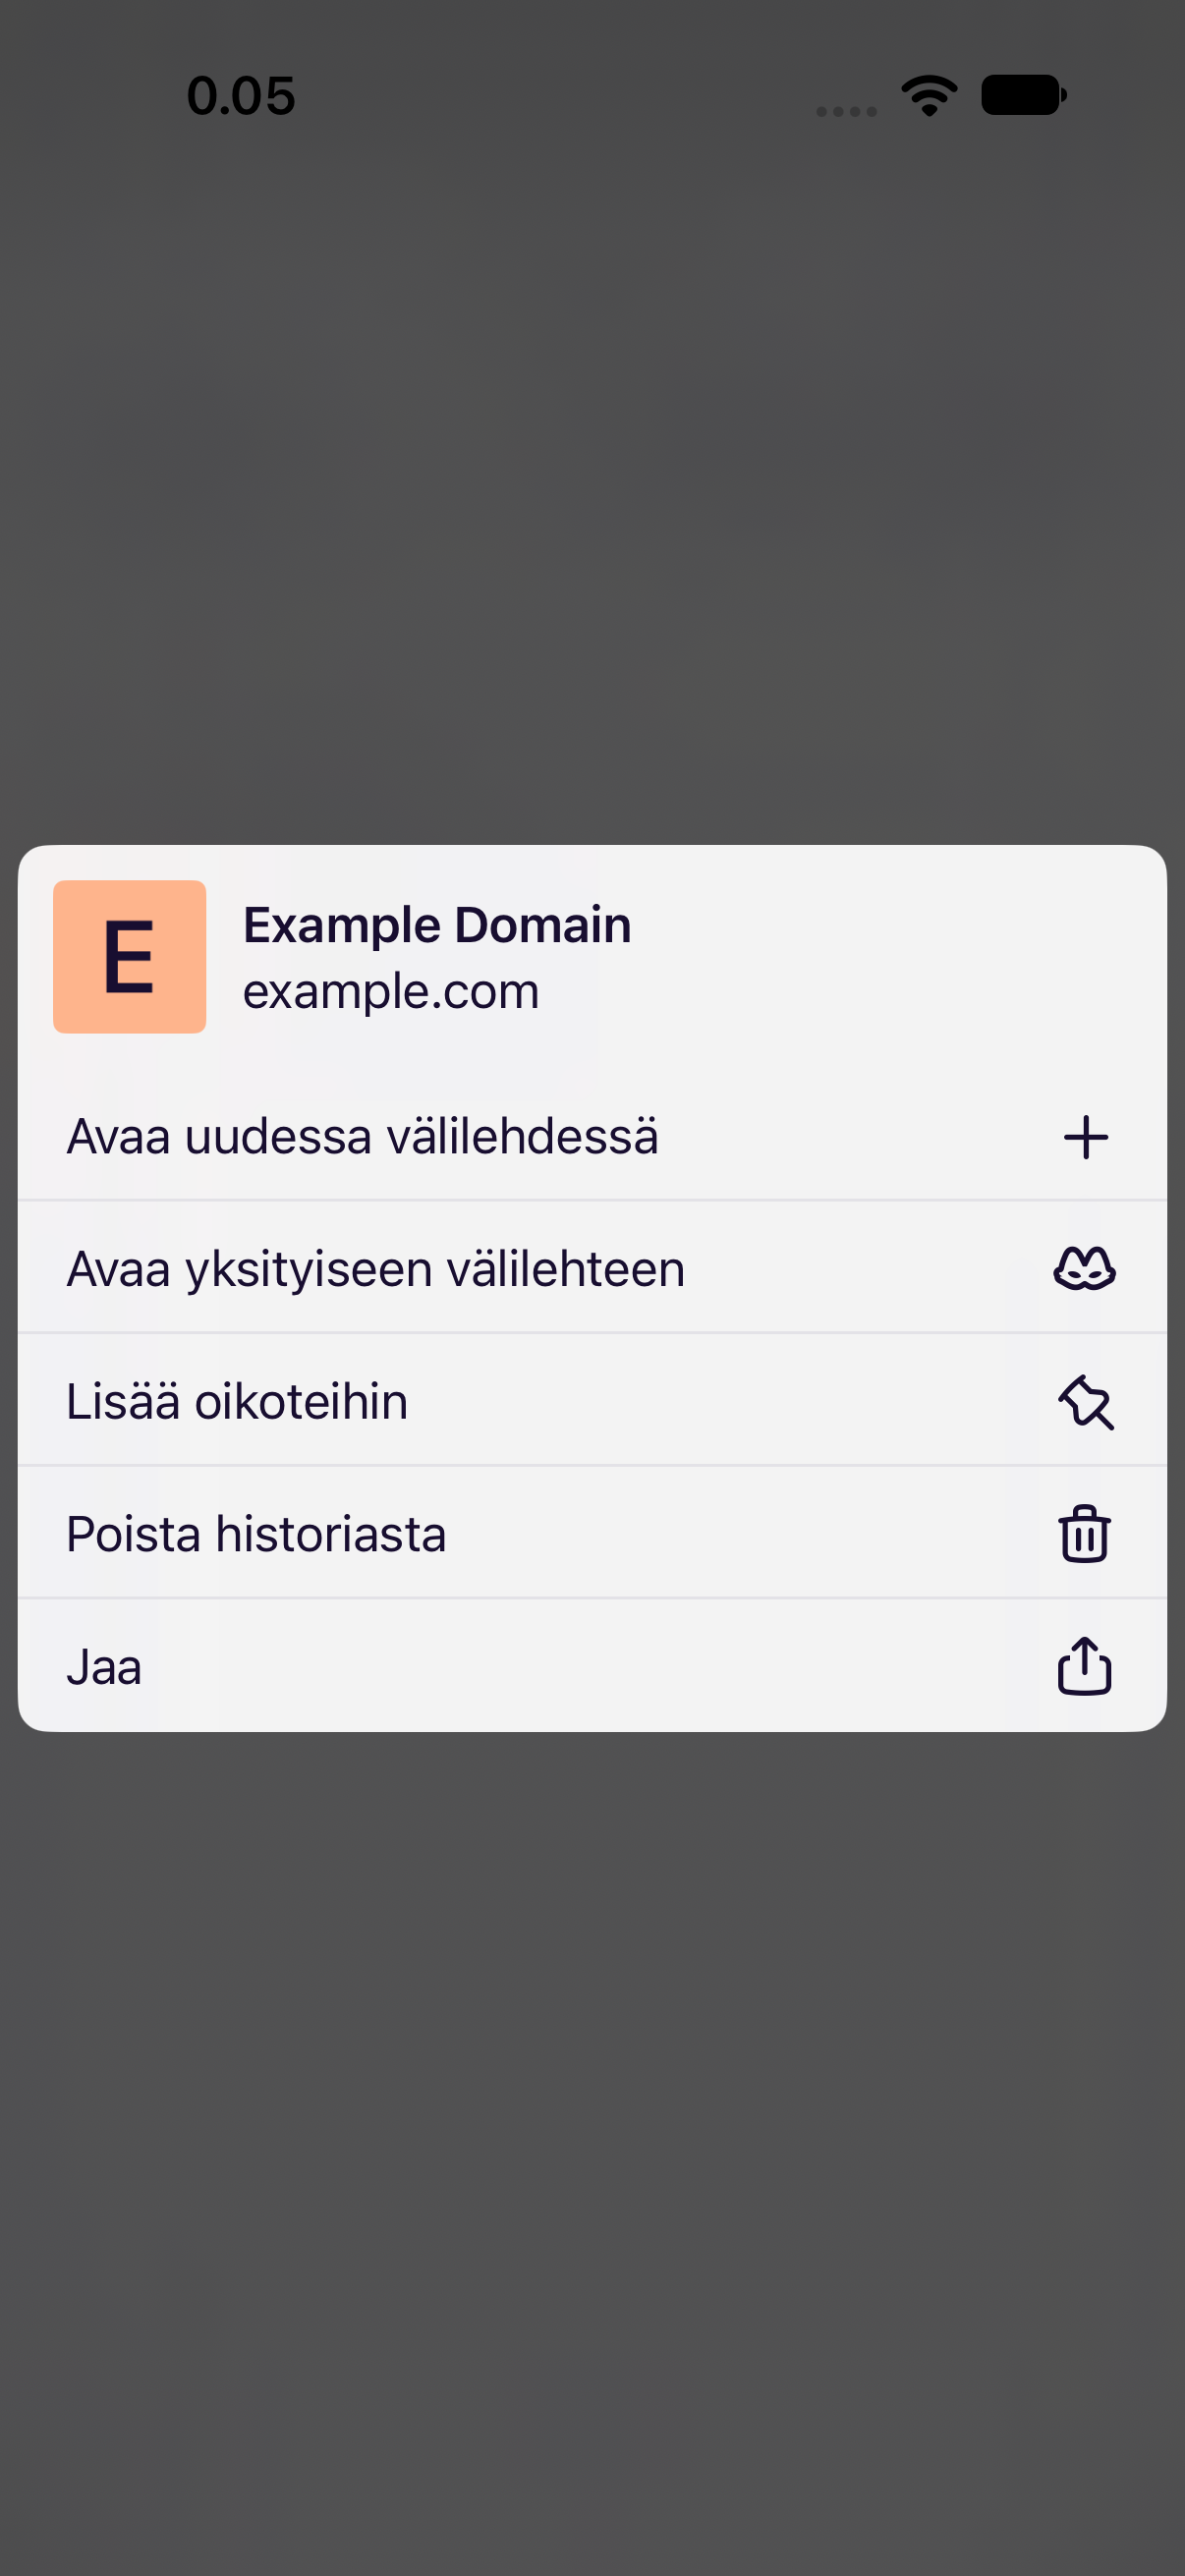 0.05
E
Example Domain
example.com
Avaa uudessa välilehdessä
Avaa yksityiseen välilehteen
Lisää oikoteihin
Poista historiasta
Jaa